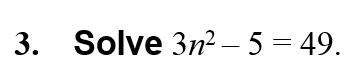 3. Solve 3n² – 5 = 49.